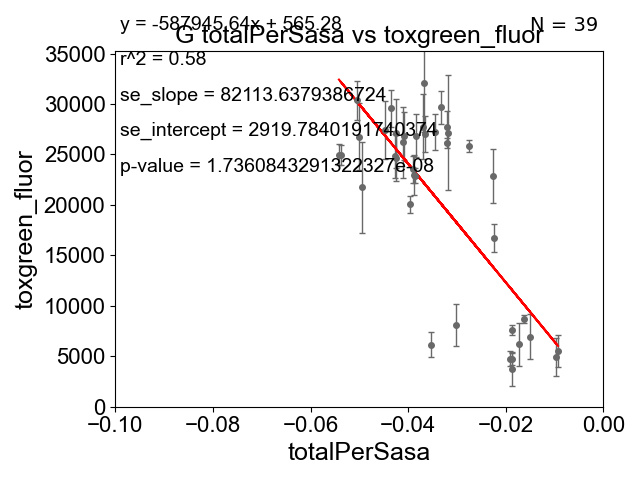 y = -587945.64x + 565.28
N = 39
G totalPerSasa vs toxgreen_fluor
r^2 = 0.58
se_slope = 82113.6379386724
se_intercept = 2919.7840191740374
p-value = 1.7360843291322327e-08
toxgreen_fluor
35000
30000
25000
20000
15000
10000
5000
0
−0.10 −0.08 −0.06 −0.04 −0.02 0.00
totalPerSasa